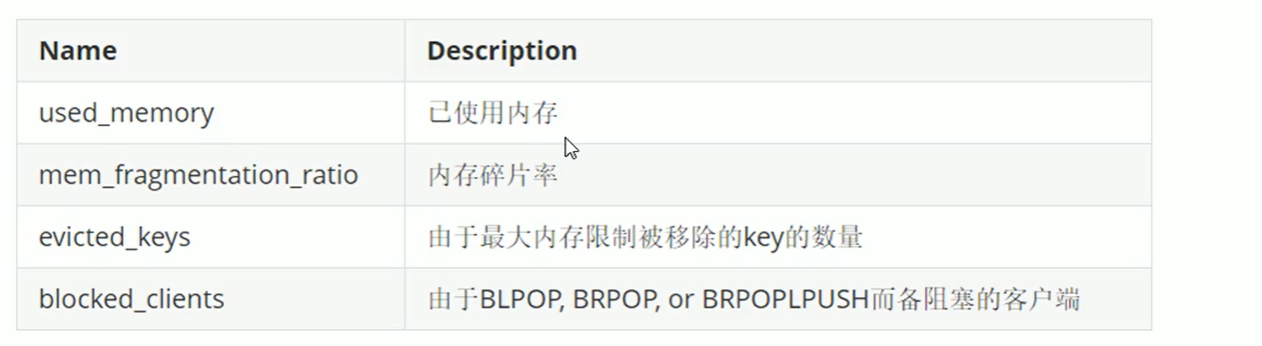 Name Description
used_memory 已使用内存
mem_fragmentation_ratio 内存碎片率
evicted_keys 由于最大内存限制被移除的key的数量
blocked_clients 由于BLPOP, BRPOP, or BRPOPLPUSH而备阻塞的客户端